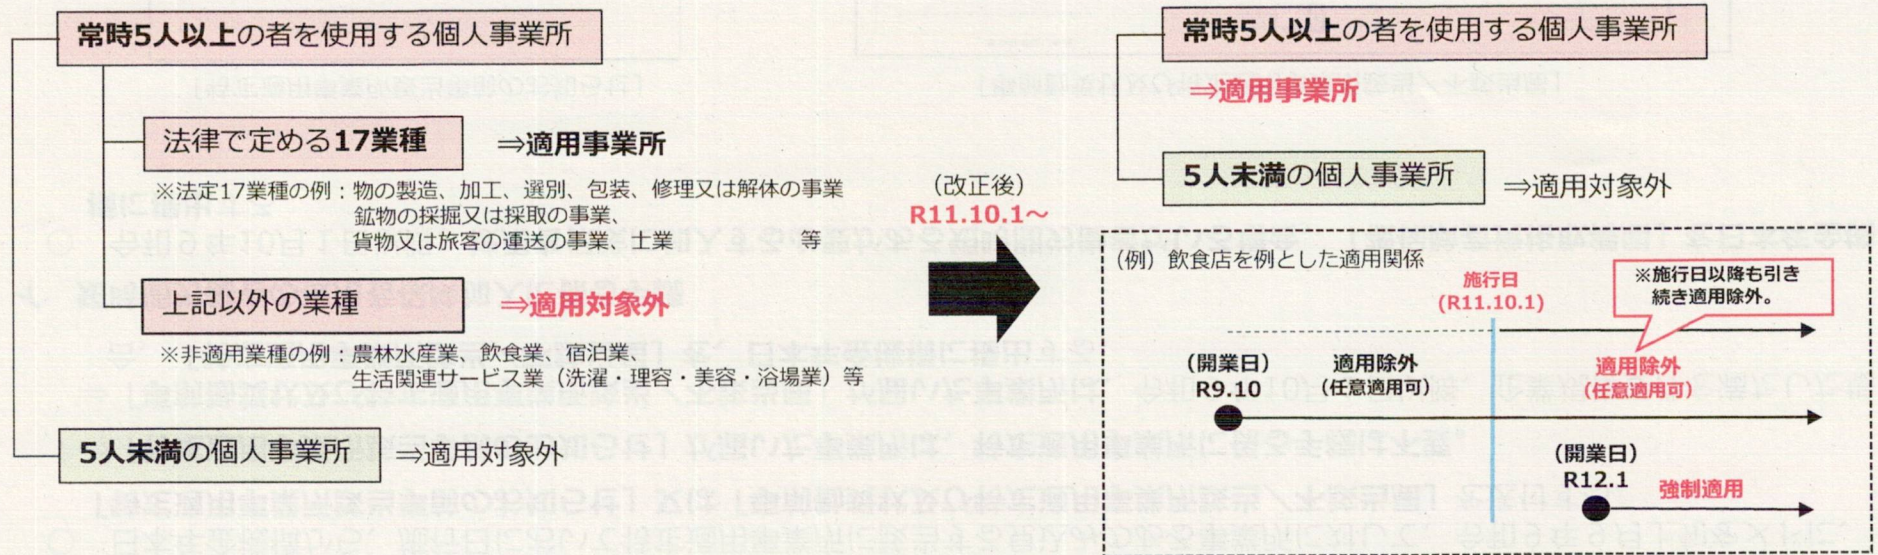 常時5人以上の者を使用する個人事業所
法律で定める17業種
⇒適用事業所
※法定17業種の例:物の製造、加工、選別、包装、修理又は解体の事業
鉱物の採掘又は採取の事業、
貨物又は旅客の運送の事業、士業 等
上記以外の業種
⇒適用対象外
※非適用業種の例:農林水産業、飲食業、宿泊業、
生活関連サービス業(洗濯・理容・美容・浴場業)等
5人未満の個人事業所
⇒適用対象外
(改正後)
R11.10.1～
常時5人以上の者を使用する個人事業所
⇒適用事業所
5人未満の個人事業所
⇒適用対象外
(例)飲食店を例とした適用関係
施行日
(R11.10.1)
※施行日以降も引き
続き適用除外。
(開業日)
R9.10
適用除外
(任意適用可)
適用除外
(任意適用可)
(開業日)
R12.1
強制適用